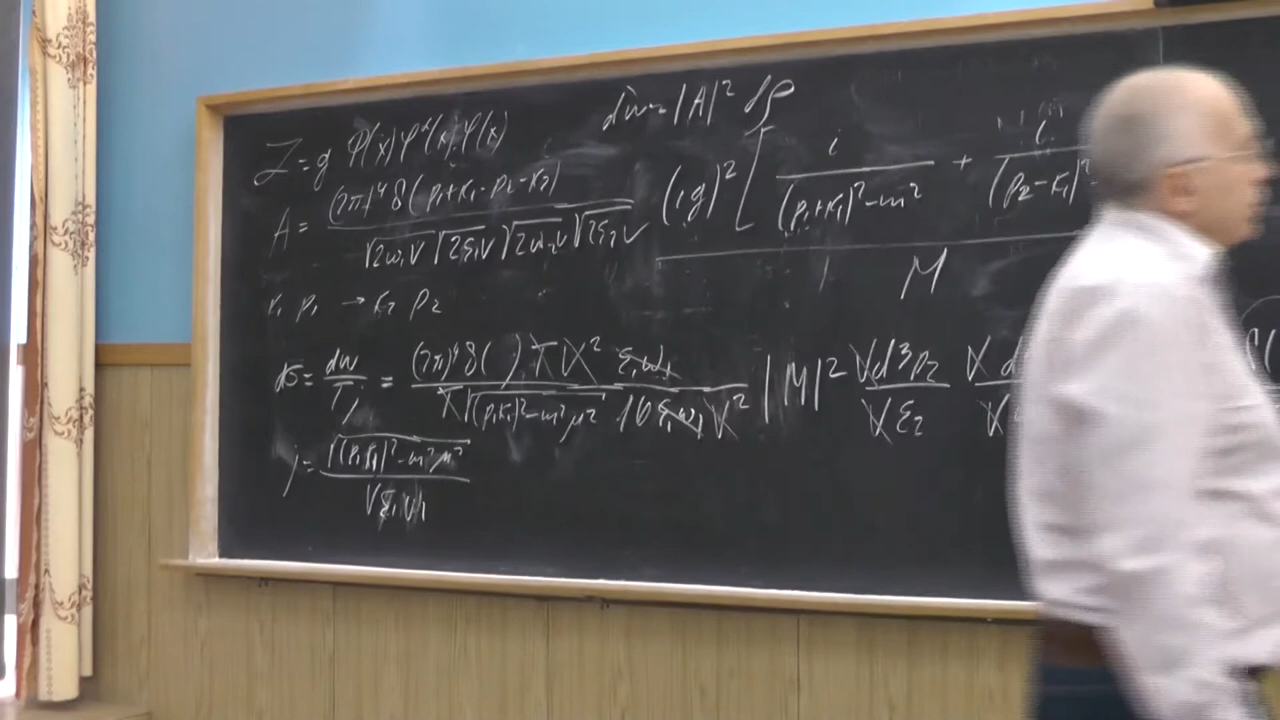 dw = |A|² dρ
ℒ = g φ(x) φ*(x) φ(x)
A = (2π)⁴ δ(p₁+k₁-p₂-k₂) / √2ω₁V √2ε₁V √2ω₂V √2ε₂V (ig)² [ i / (p₁+k₁)²-m² + i / (p₂-k₁)²-
M
k₁ p₁ → k₂ p₂
dσ = dw / Tj = (2π)⁴ δ( ) T V² ε₁ω₁ / T √(p₁k₁)²-m²μ² 16 ε₁ω₁ V² |M|² V d³p₂ / V ε₂ V d / V
j = √(p₁k₁)²-m²μ² / V ε₁ω₁